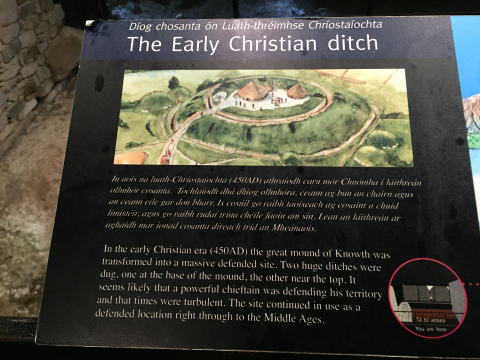 Díog chosanta ón Luath-thréimhse Chríostaíochta
The Early Christian ditch
In aois na luath-Chríostaíochta (450AD) athraíodh carn mór Chnómha i láithreán
ollmhór cosanta. Tochlaíodh dhá dhíog ollmhóra, ceann ag bun an chairn agus
an ceann eile gar don bharr. Is cosúil go raibh taoiseach ag cosaint a chuid
limistéir, agus go raibh rudaí trína chéile faoin am sin. Lean an láithreán ar
aghaidh mar ionad cosanta díreach tríd an Mheánaois.
In the early Christian era (450AD) the great mound of Knowth was
transformed into a massive defended site. Two huge ditches were
dug, one at the base of the mound, the other near the top. It
seems likely that a powerful chieftain was defending his territory
and that times were turbulent. The site continued in use as a
defended location right through to the Middle Ages.
Tá tú anseo
You are here